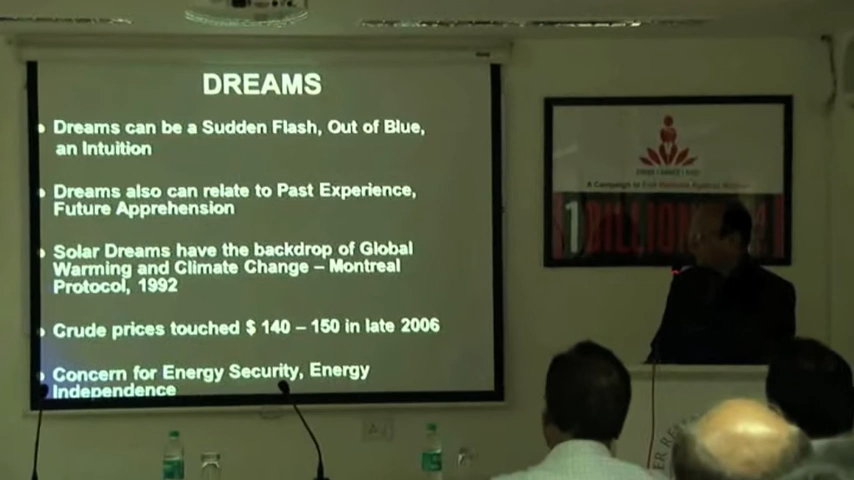 DREAMS
Dreams can be a Sudden Flash, Out of Blue,
an Intuition
Dreams also can relate to Past Experience,
Future Apprehension
Solar Dreams have the backdrop of Global
Warming and Climate Change – Montreal
Protocol, 1992
Crude prices touched $ 140 – 150 in late 2006
Concern for Energy Security, Energy
Independence
A Campaign to End Violence Against
1 BILLION